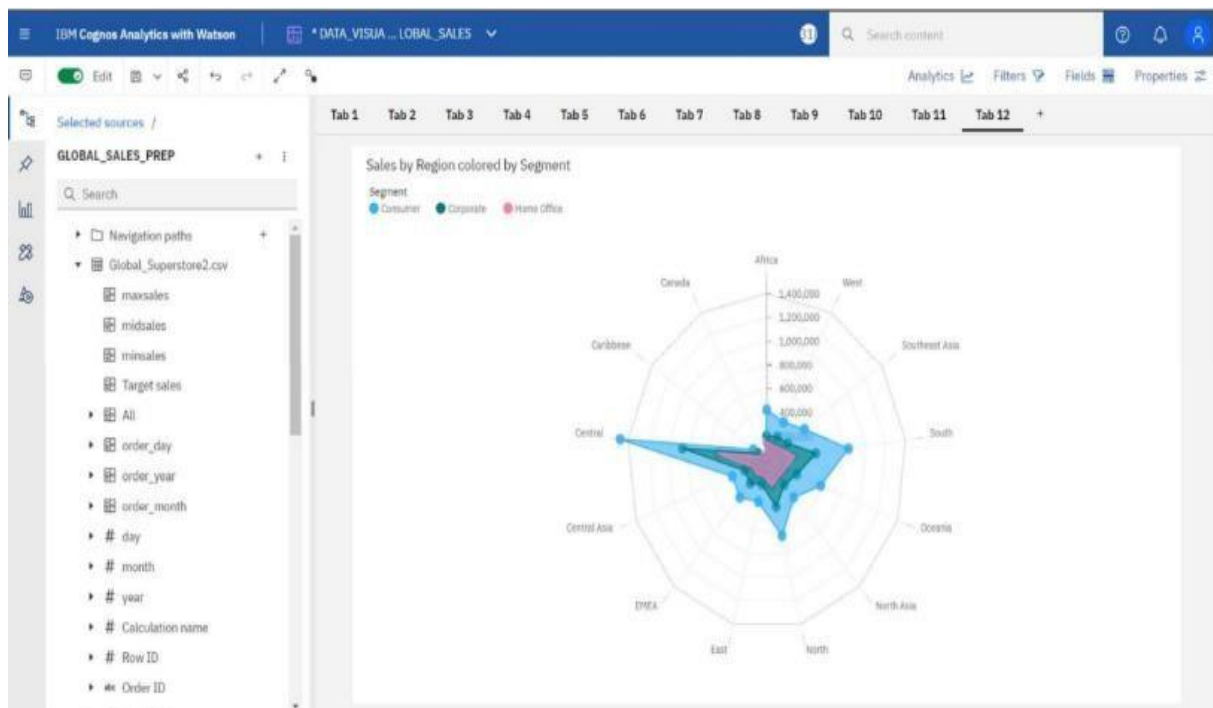 IBM Cognos Analytics with Watson
* DATA_VISUA ... LOBAL_SALES
31
Search content
Edit
Analytics
Filters
Fields
Properties
Selected sources /
GLOBAL_SALES_PREP
Search
Navigation paths
Global_Superstore2.csv
maxsales
midsales
minsales
Target sales
All
order_day
order_year
order_month
# day
# month
# year
# Calculation name
# Row ID
abc Order ID
Tab 1 Tab 2 Tab 3 Tab 4 Tab 5 Tab 6 Tab 7 Tab 8 Tab 9 Tab 10 Tab 11 Tab 12 +
Sales by Region colored by Segment
Segment
Consumer Corporate Home Office
Africa
Canada
West
1,400,000
1,200,000
1,000,000
800,000
600,000
400,000
Caribbean
Southeast Asia
Central
South
Central Asia
Oceania
EMEA
North Asia
East
North